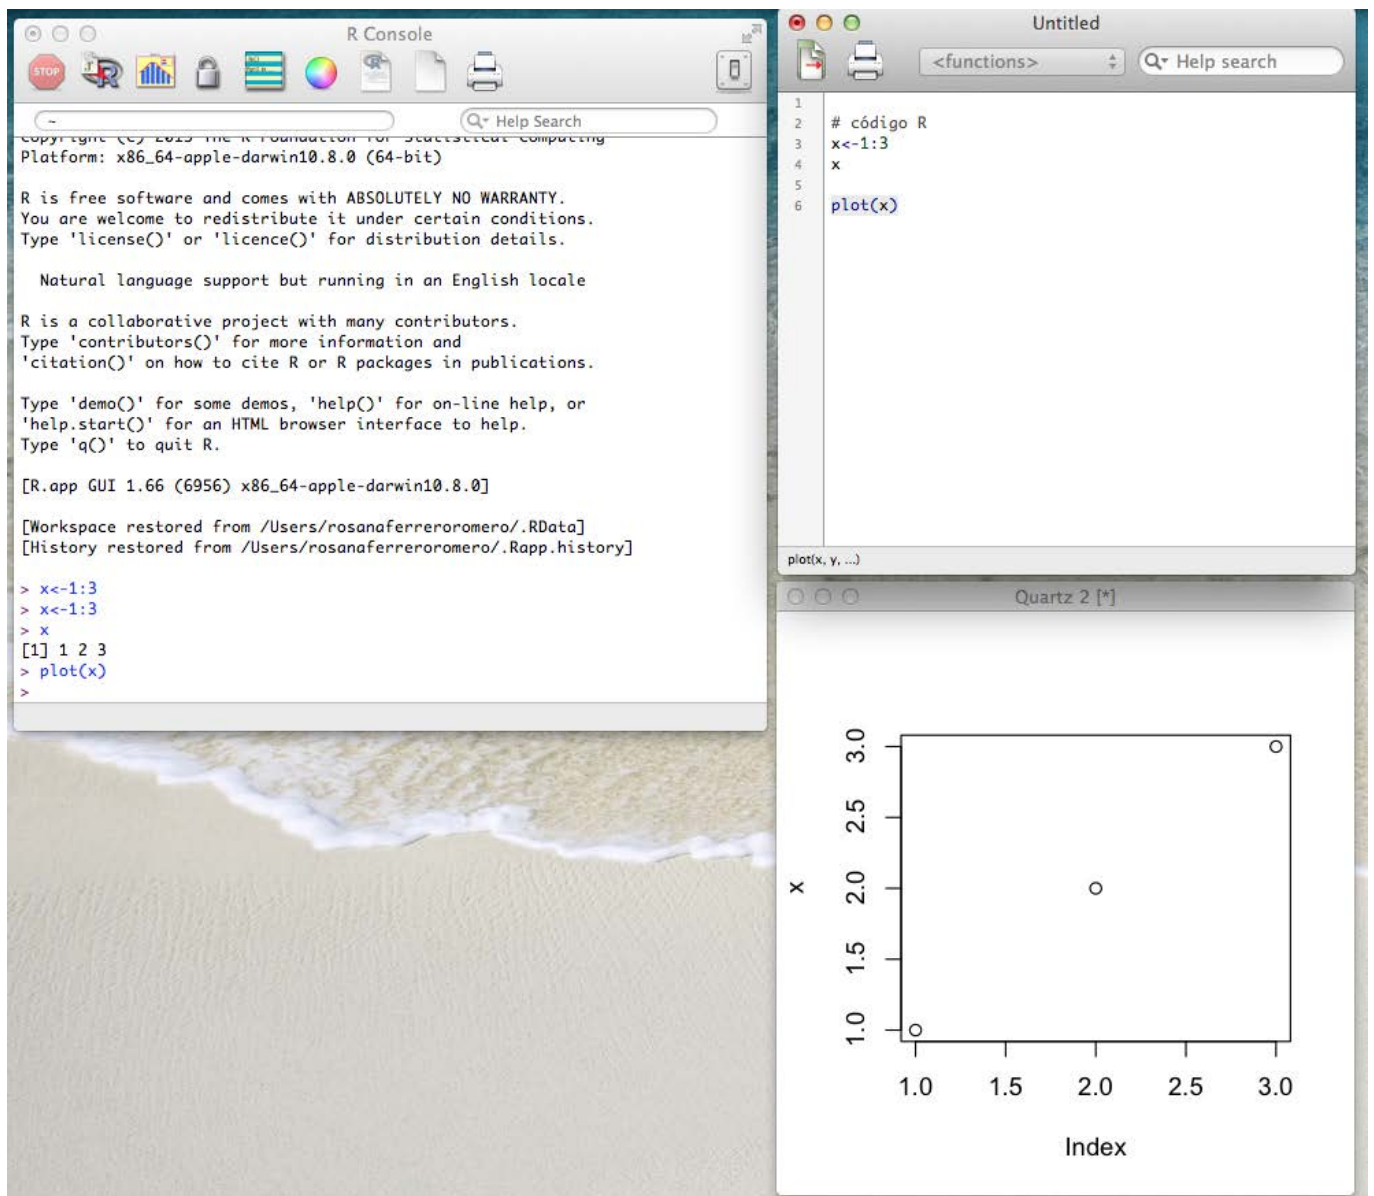 R Console
STOP
R
R
~
Help Search
Copyright (C) 2013 The R Foundation for Statistical Computing
Platform: x86_64-apple-darwin10.8.0 (64-bit)
R is free software and comes with ABSOLUTELY NO WARRANTY.
You are welcome to redistribute it under certain conditions.
Type 'license()' or 'licence()' for distribution details.
Natural language support but running in an English locale
R is a collaborative project with many contributors.
Type 'contributors()' for more information and
'citation()' on how to cite R or R packages in publications.
Type 'demo()' for some demos, 'help()' for on-line help, or
'help.start()' for an HTML browser interface to help.
Type 'q()' to quit R.
[R.app GUI 1.66 (6956) x86_64-apple-darwin10.8.0]
[Workspace restored from /Users/rosanaferreroromero/.RData]
[History restored from /Users/rosanaferreroromero/.Rapp.history]
> x<-1:3
> x<-1:3
> x
[1] 1 2 3
> plot(x)
>
Untitled
<functions>
Help search
1
2 # código R
3 x<-1:3
4 x
5
6 plot(x)
plot(x, y, ...)
Quartz 2 [*]
3.0
2.5
2.0
1.5
1.0
x
1.0 1.5 2.0 2.5 3.0
Index